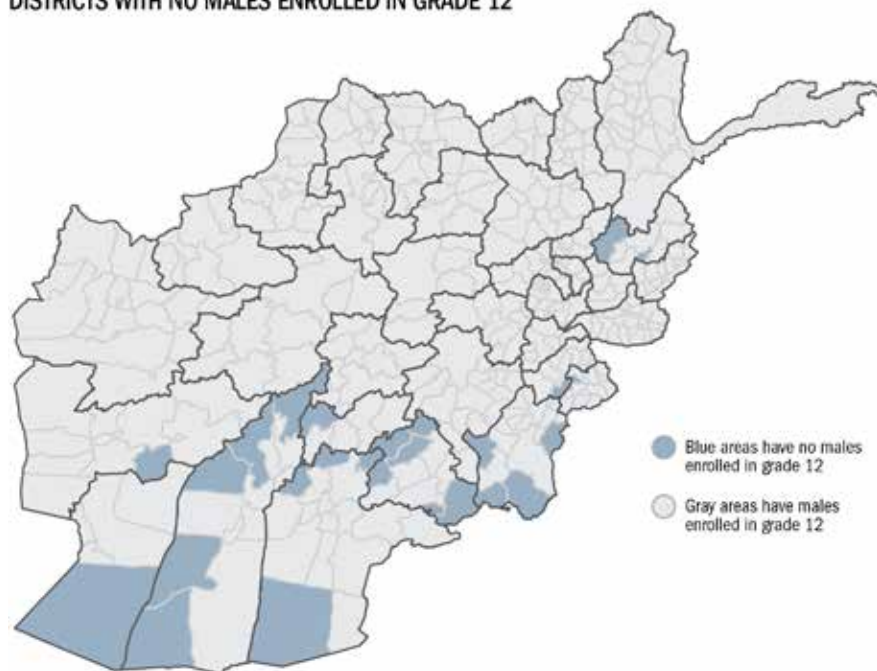 DISTRICTS WITH NO MALES ENROLLED IN GRADE 12
Blue areas have no males
enrolled in grade 12
Gray areas have males
enrolled in grade 12